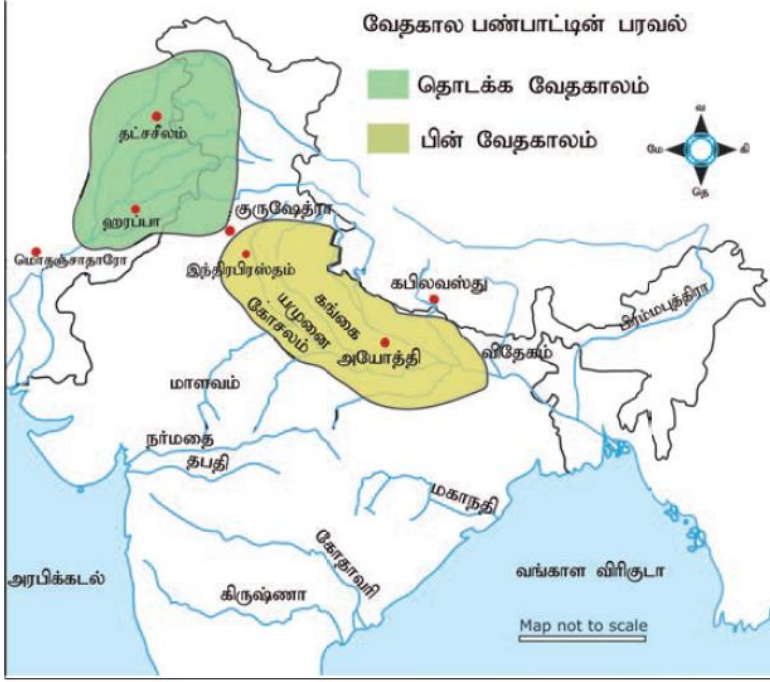 வேதகால பண்பாட்டின் பரவல்
தொடக்க வேதகாலம்
பின் வேதகாலம்
வ
மே
கி
தெ
தட்சசீலம்
ஹரப்பா
குருஷேத்ரா
மொதஞ்சாதாரோ
இந்திரபிரஸ்தம்
கபிலவஸ்து
பிரம்மபுத்திரா
கங்கை
யமுனை
கோசலம்
அயோத்தி
விதேகம்
மாளவம்
நர்மதை
தபதி
மகாநதி
கோதாவரி
கிருஷ்ணா
அரபிக்கடல்
வங்காள விரிகுடா
Map not to scale